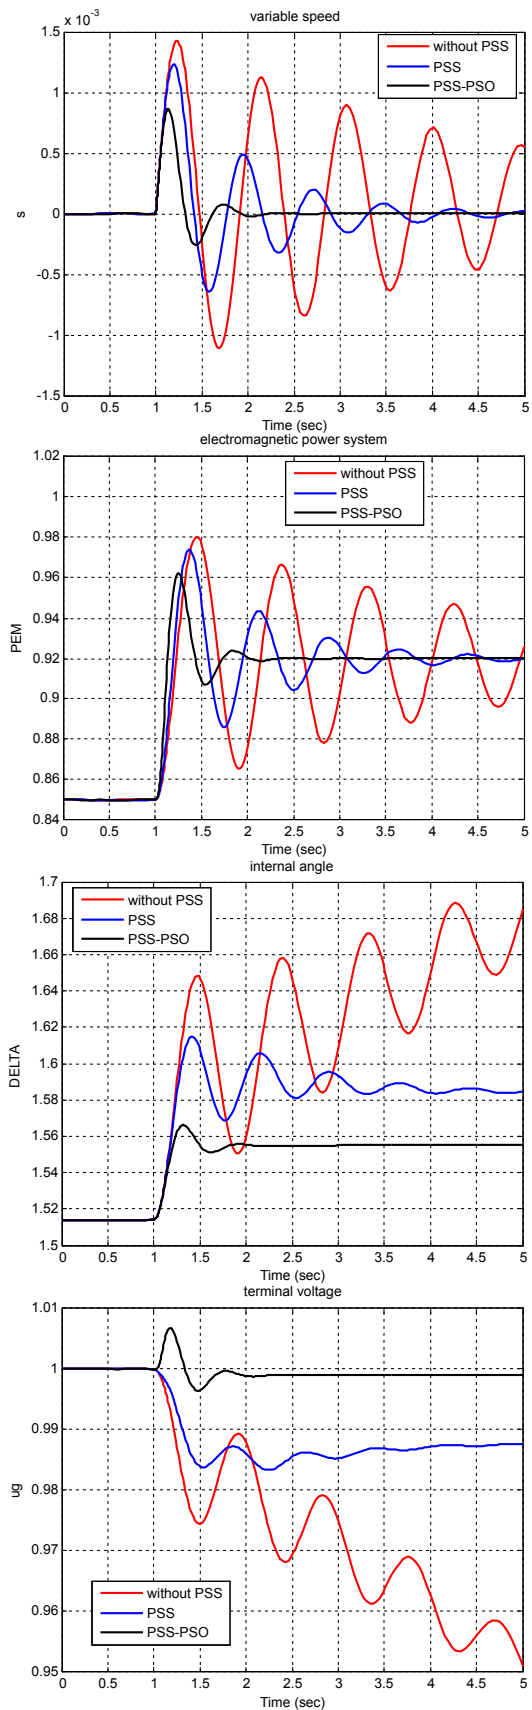 variable speed
x 10^-3
without PSS
PSS
PSS-PSO
1.5
1
0.5
0
-0.5
-1
-1.5
s
0 0.5 1 1.5 2 2.5 3 3.5 4 4.5 5
Time (sec)
electromagnetic power system
without PSS
PSS
PSS-PSO
1.02
1
0.98
0.96
0.94
0.92
0.9
0.88
0.86
0.84
PEM
0 0.5 1 1.5 2 2.5 3 3.5 4 4.5 5
Time (sec)
internal angle
without PSS
PSS
PSS-PSO
1.7
1.68
1.66
1.64
1.62
1.6
1.58
1.56
1.54
1.52
1.5
DELTA
0 0.5 1 1.5 2 2.5 3 3.5 4 4.5 5
Time (sec)
terminal voltage
1.01
1
0.99
0.98
0.97
0.96
0.95
ug
without PSS
PSS
PSS-PSO
0 0.5 1 1.5 2 2.5 3 3.5 4 4.5 5
Time (sec)